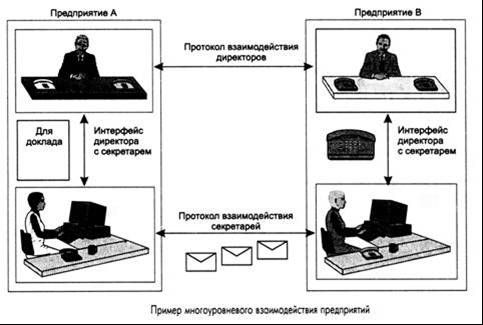 Предприятие А
Предприятие В
Протокол взаимодействия
директоров
Для
доклада
Интерфейс
директора
с секретарем
Интерфейс
директора
с секретарем
Протокол взаимодействия
секретарей
Пример многоуровневого взаимодействия предприятий